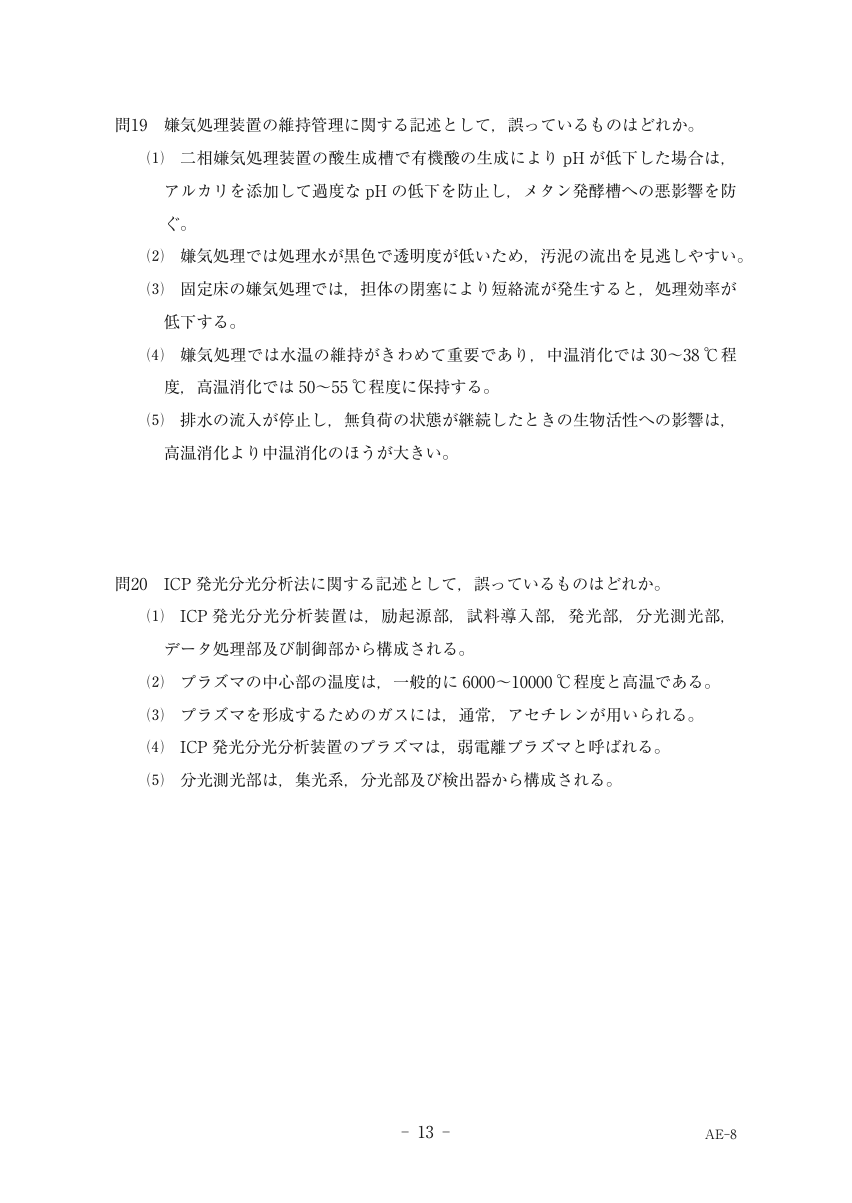 問19　嫌気処理装置の維持管理に関する記述として，誤っているものはどれか。
⑴　二相嫌気処理装置の酸生成槽で有機酸の生成により pH が低下した場合は，
アルカリを添加して過度な pH の低下を防止し，メタン発酵槽への悪影響を防
ぐ。
⑵　嫌気処理では処理水が黒色で透明度が低いため，汚泥の流出を見逃しやすい。
⑶　固定床の嫌気処理では，担体の閉塞により短絡流が発生すると，処理効率が
低下する。
⑷　嫌気処理では水温の維持がきわめて重要であり，中温消化では 30～38 ℃程
度，高温消化では 50～55 ℃程度に保持する。
⑸　排水の流入が停止し，無負荷の状態が継続したときの生物活性への影響は，
高温消化より中温消化のほうが大きい。
問20　ICP 発光分光分析法に関する記述として，誤っているものはどれか。
⑴　ICP 発光分光分析装置は，励起源部，試料導入部，発光部，分光測光部，
データ処理部及び制御部から構成される。
⑵　プラズマの中心部の温度は，一般的に 6000～10000 ℃程度と高温である。
⑶　プラズマを形成するためのガスには，通常，アセチレンが用いられる。
⑷　ICP 発光分光分析装置のプラズマは，弱電離プラズマと呼ばれる。
⑸　分光測光部は，集光系，分光部及び検出器から構成される。
－ 13 －
AE-8